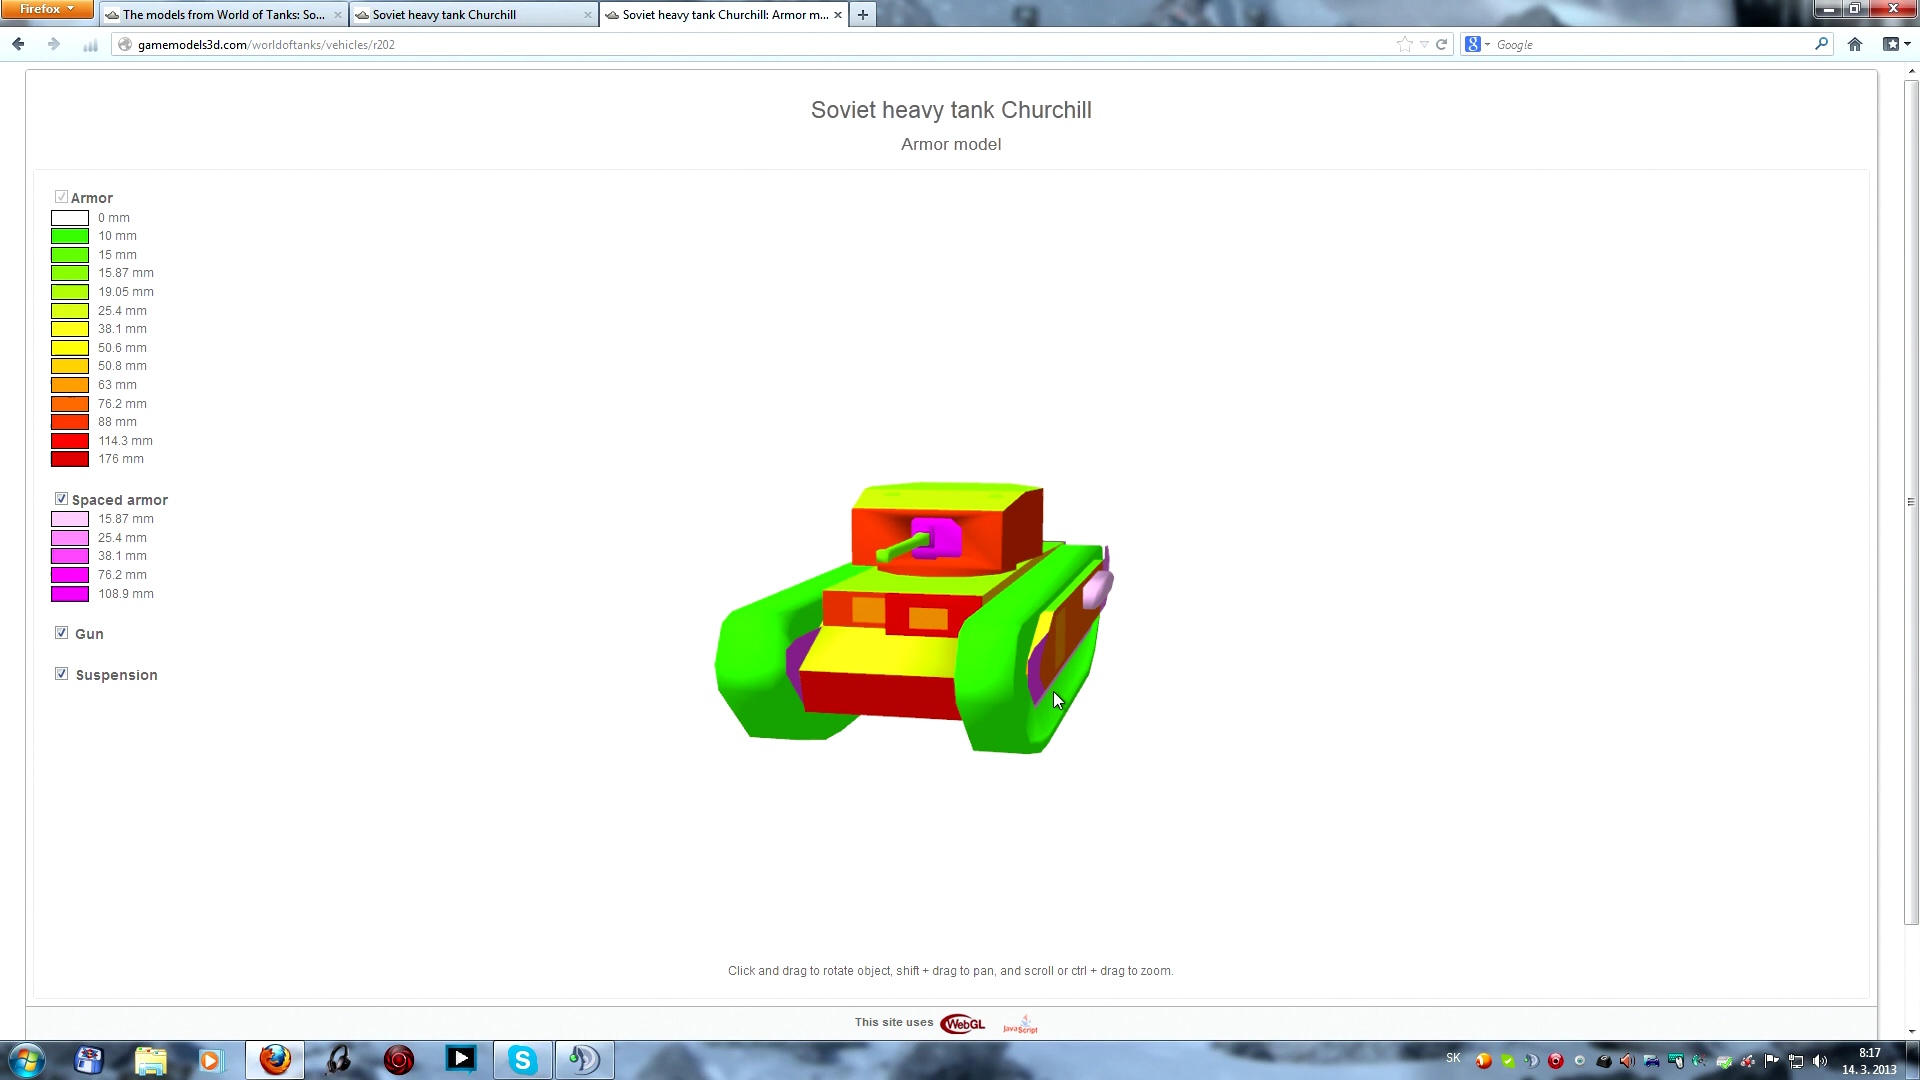 Firefox
The models from World of Tanks: So...
Soviet heavy tank Churchill
Soviet heavy tank Churchill: Armor m...
gamemodels3d.com/worldoftanks/vehicles/r202
Google
Soviet heavy tank Churchill
Armor model
Armor
0 mm
10 mm
15 mm
15.87 mm
19.05 mm
25.4 mm
38.1 mm
50.6 mm
50.8 mm
63 mm
76.2 mm
88 mm
114.3 mm
176 mm
Spaced armor
15.87 mm
25.4 mm
38.1 mm
76.2 mm
108.9 mm
Gun
Suspension
Click and drag to rotate object, shift + drag to pan, and scroll or ctrl + drag to zoom.
This site uses WebGL JavaScript
SK
8:17
14. 3. 2013